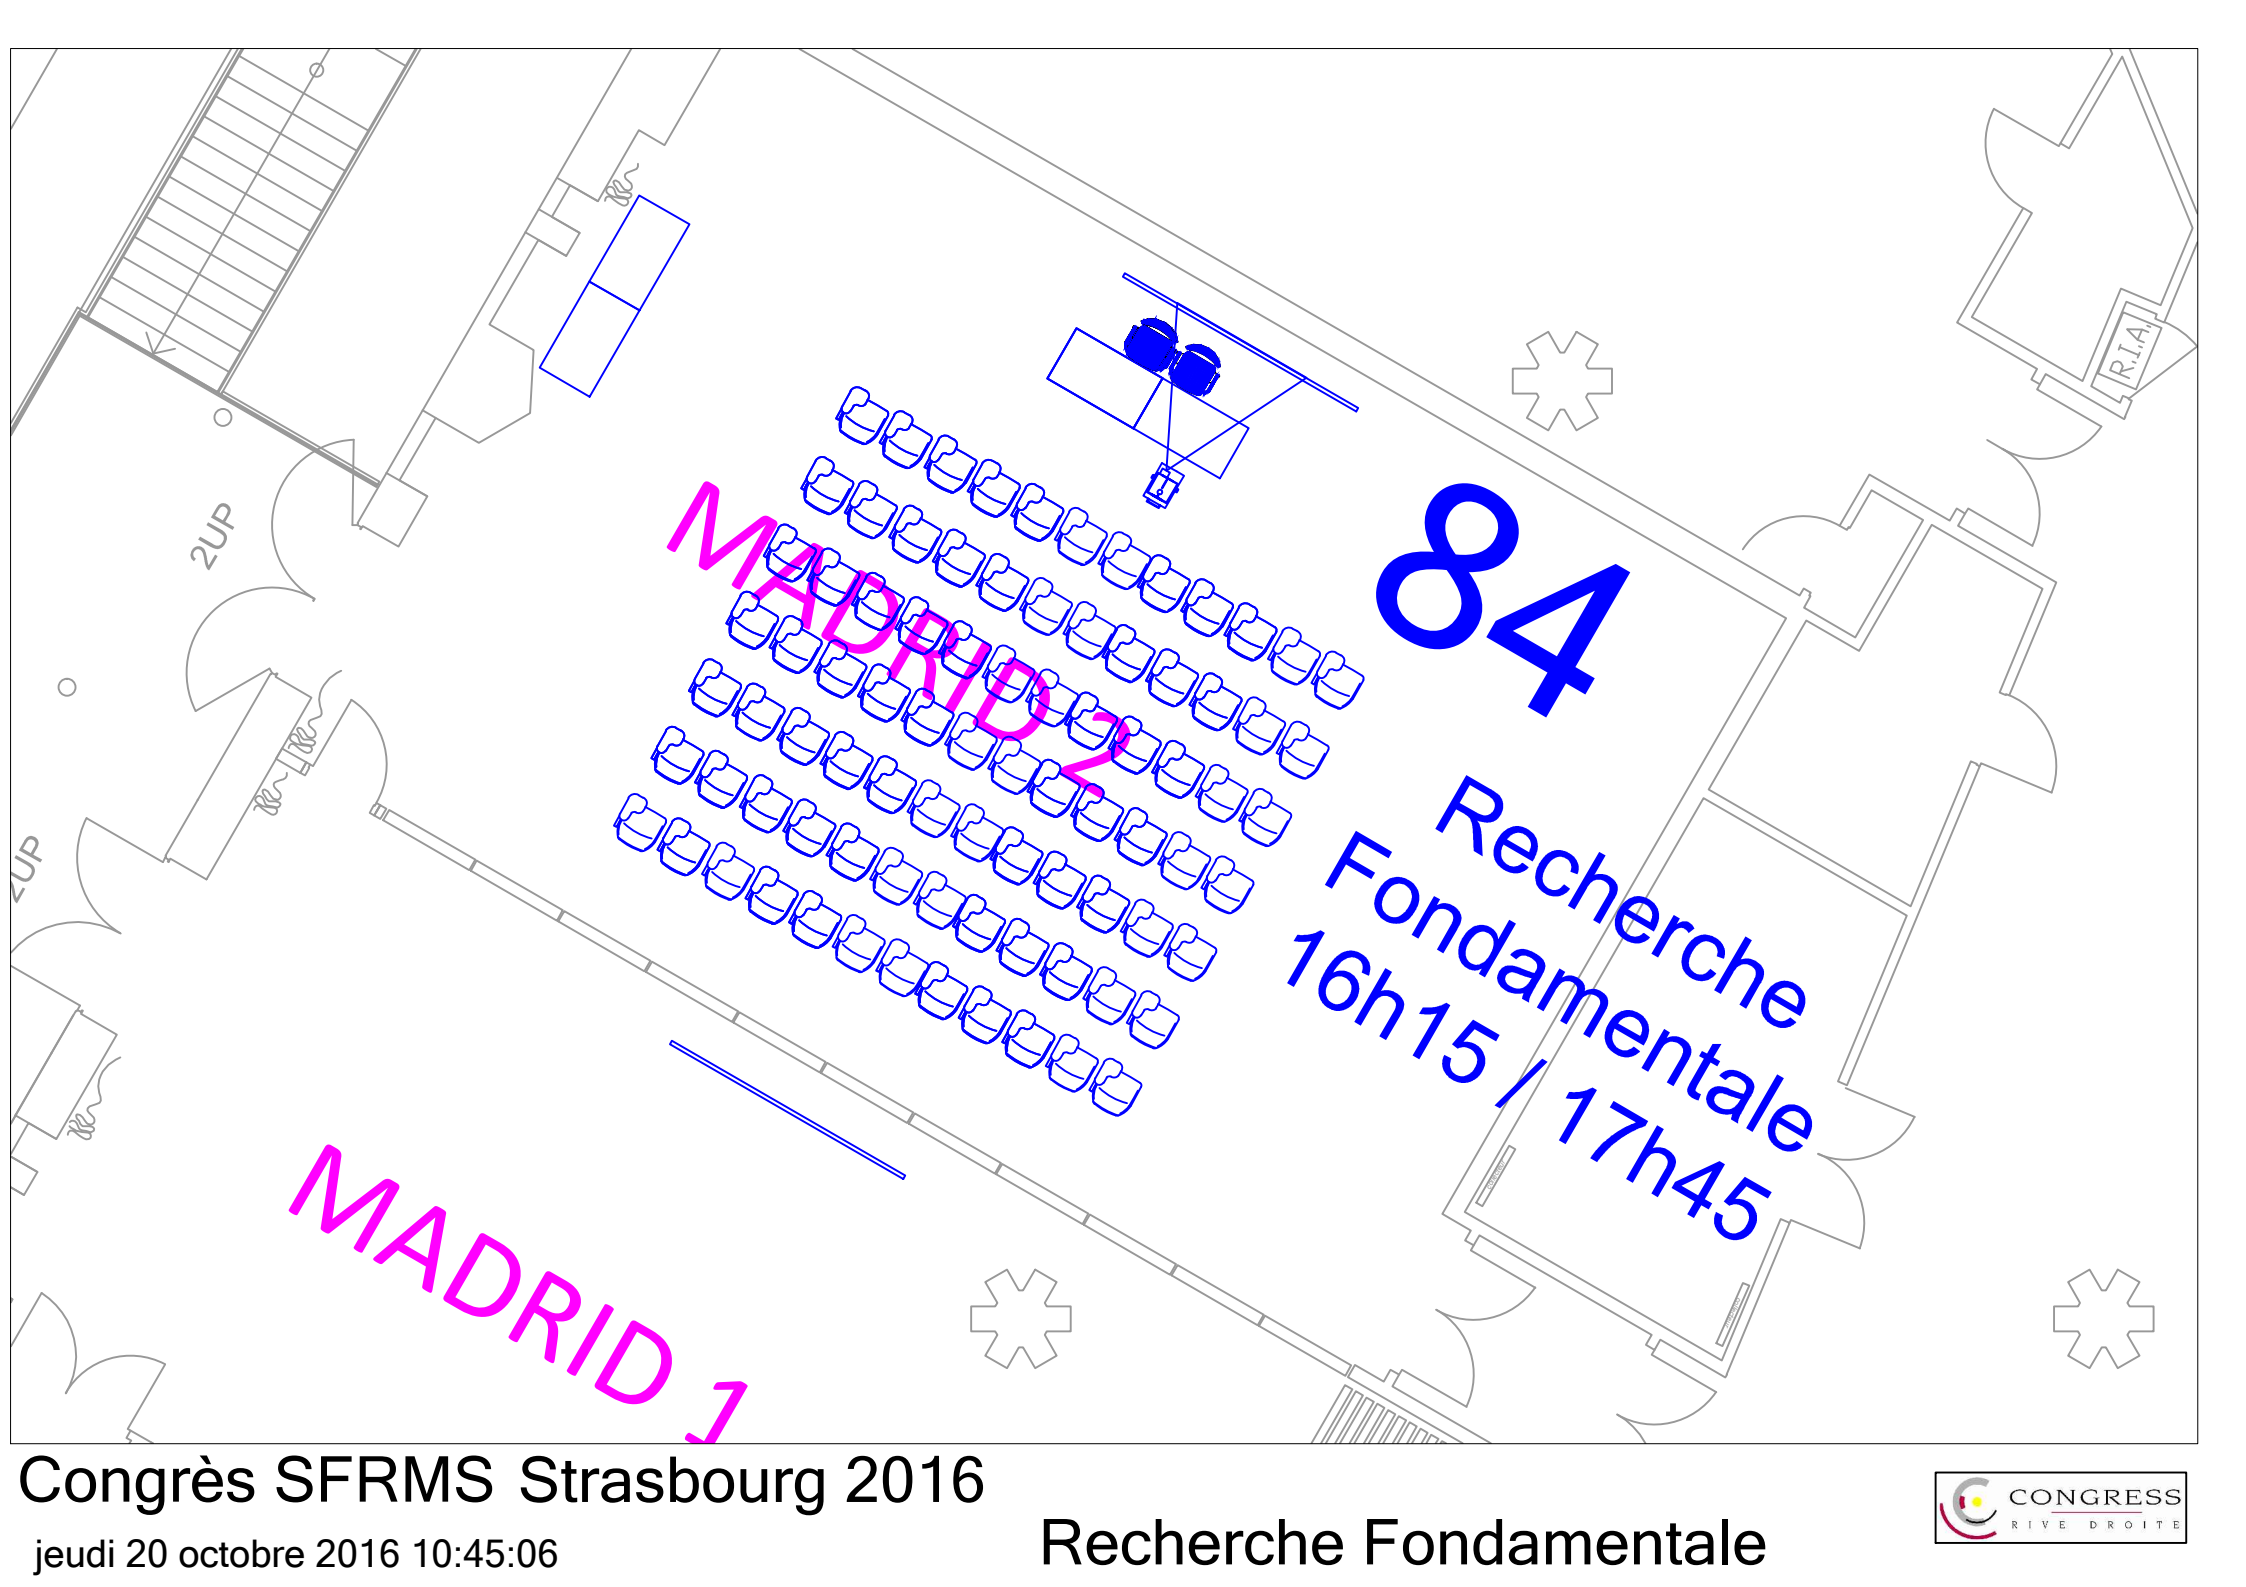 R.I.A.
2UP
84
MADRID 2
Recherche
Fondamentale
16h15 / 17h45
2UP
MADRID 1
Congrès SFRMS Strasbourg 2016
jeudi 20 octobre 2016 10:45:06
Recherche Fondamentale
CONGRESS
RIVE DROITE